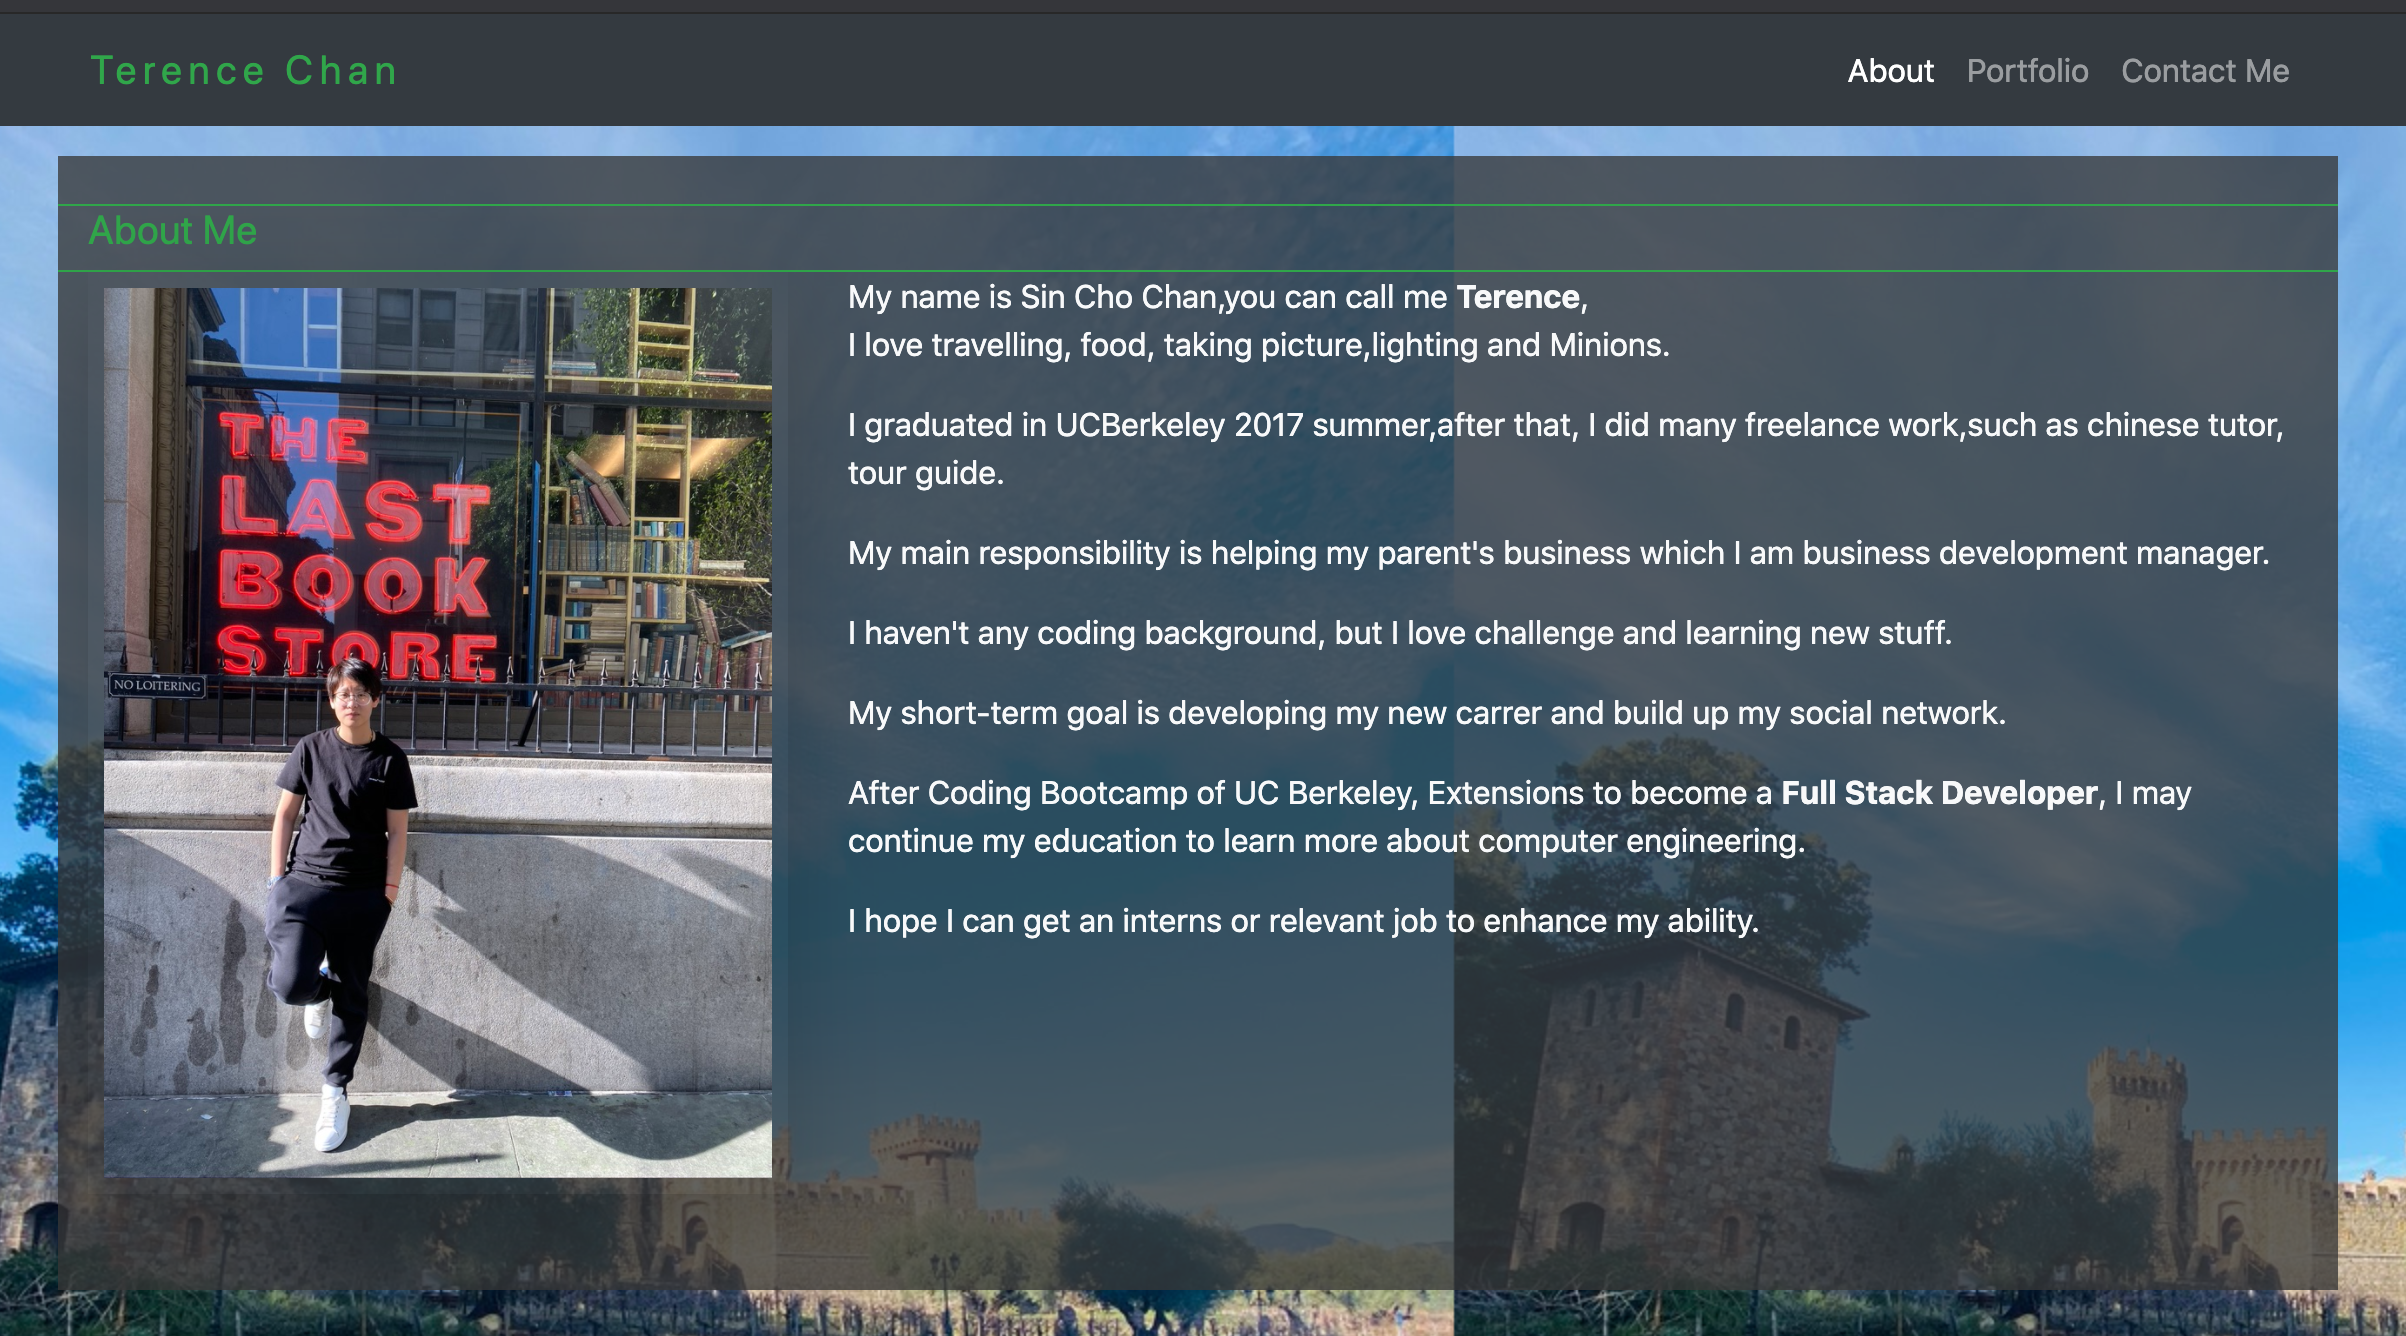 Terence Chan
About Portfolio Contact Me
About Me
THE
LAST
BOOK
STORE
NO LOITERING
My name is Sin Cho Chan,you can call me Terence,
I love travelling, food, taking picture,lighting and Minions.
I graduated in UCBerkeley 2017 summer,after that, I did many freelance work,such as chinese tutor,
tour guide.
My main responsibility is helping my parent's business which I am business development manager.
I haven't any coding background, but I love challenge and learning new stuff.
My short-term goal is developing my new carrer and build up my social network.
After Coding Bootcamp of UC Berkeley, Extensions to become a Full Stack Developer, I may
continue my education to learn more about computer engineering.
I hope I can get an interns or relevant job to enhance my ability.